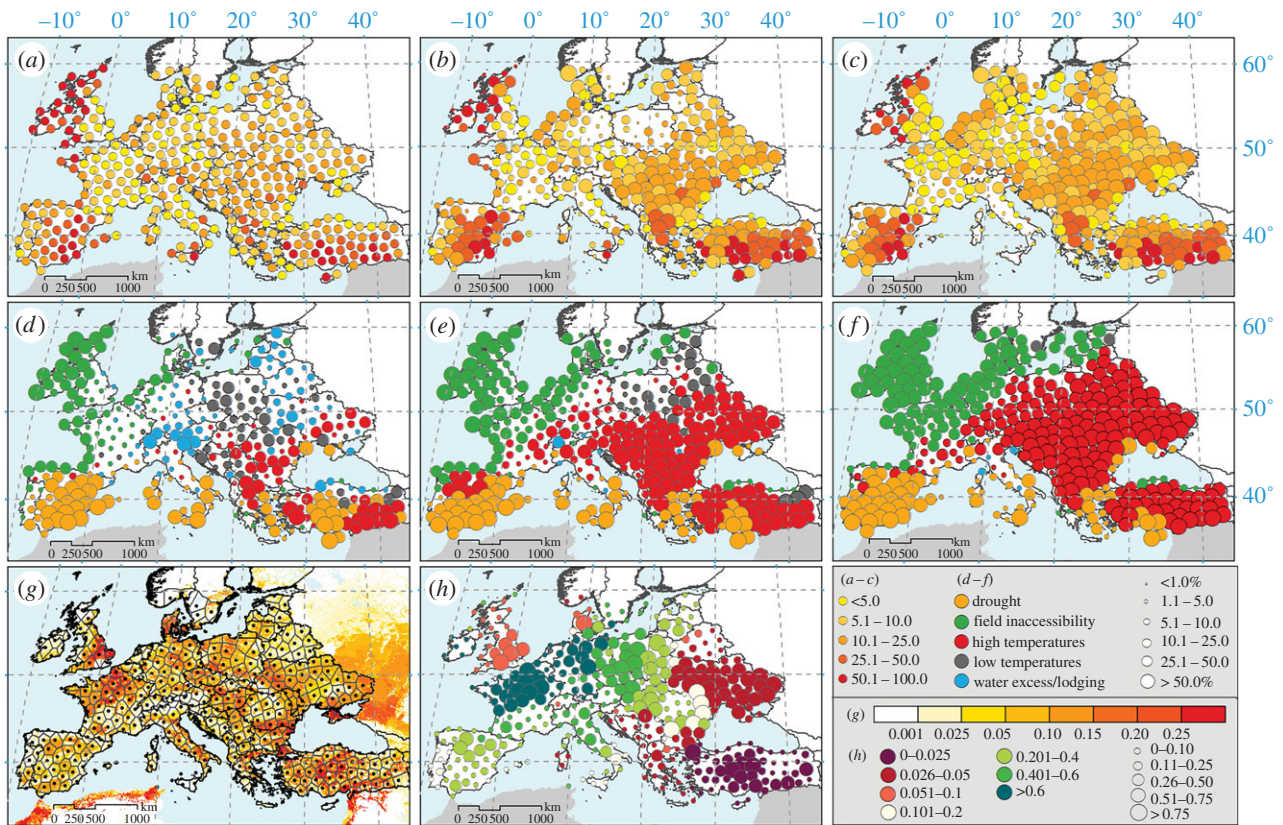 −10° 0° 10° 20° 30° 40° −10° 0° 10° 20° 30° 40° −10° 0° 10° 20° 30° 40°
(a) (b) (c)
60°
50°
40°
0 250 500 1000 km
0 250 500 1000 km
0 250 500 1000 km
(d) (e) (f)
60°
50°
40°
0 250 500 1000 km
0 250 500 1000 km
0 250 500 1000 km
(g) (h)
0 250 500 1000 km
0 250 500 1000 km
(a – c) (d – f)
<5.0 drought <1.0%
5.1 – 10.0 field inaccessibility 1.1 – 5.0
10.1 – 25.0 high temperatures 5.1 – 10.0
25.1 – 50.0 low temperatures 10.1 – 25.0
50.1 – 100.0 water excess/lodging 25.1 – 50.0
> 50.0%
(g)
0.001 0.025 0.05 0.10 0.15 0.20 0.25
(h)
0–0.025 0.201–0.4 0–0.10
0.026–0.05 0.401–0.6 0.11–0.25
0.051–0.1 >0.6 0.26–0.50
0.101–0.2 0.51–0.75
> 0.75